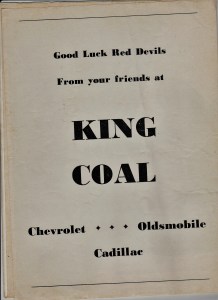 Good Luck Red Devils
From your friends at
KING
COAL
Chevrolet ✦ ✦ ✦ Oldsmobile
Cadillac